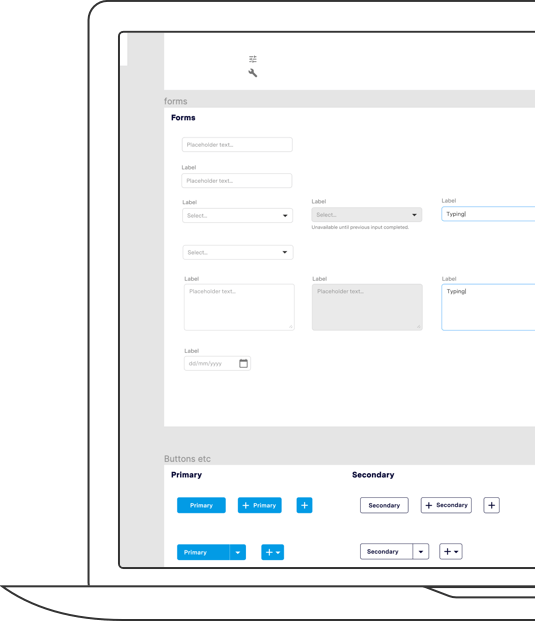 forms
Forms
Placeholder text...
Label
Placeholder text...
Label Label Label
Select... Select... Typing
Unavailable until previous input completed.
Select...
Label Label Label
Placeholder text... Placeholder text... Typing
Label
dd/mm/yyyy
Buttons etc
Primary Secondary
Primary + Primary + Secondary + Secondary +
Primary + Secondary +